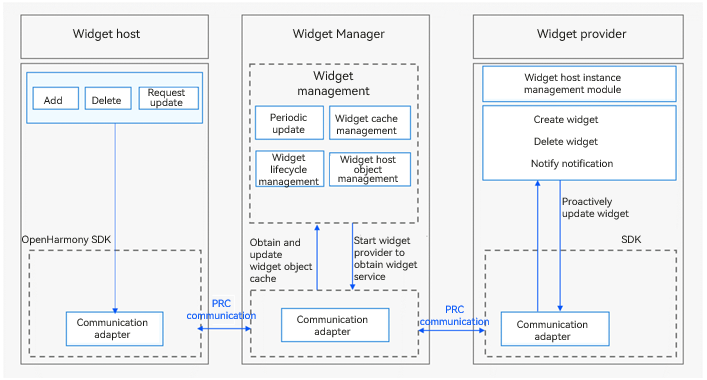 Widget host
Widget Manager
Widget provider
Add
Delete
Request
update
OpenHarmony SDK
Communication
adapter
PRC
communication
Widget
management
Periodic
update
Widget cache
management
Widget
lifecycle
management
Widget host
object
management
Obtain and
update
widget object
cache
Start widget
provider to
obtain widget
service
Communication
adapter
PRC
communication
Widget host instance
management module
Create widget
Delete widget
Notify notification
Proactively
update widget
SDK
Communication
adapter